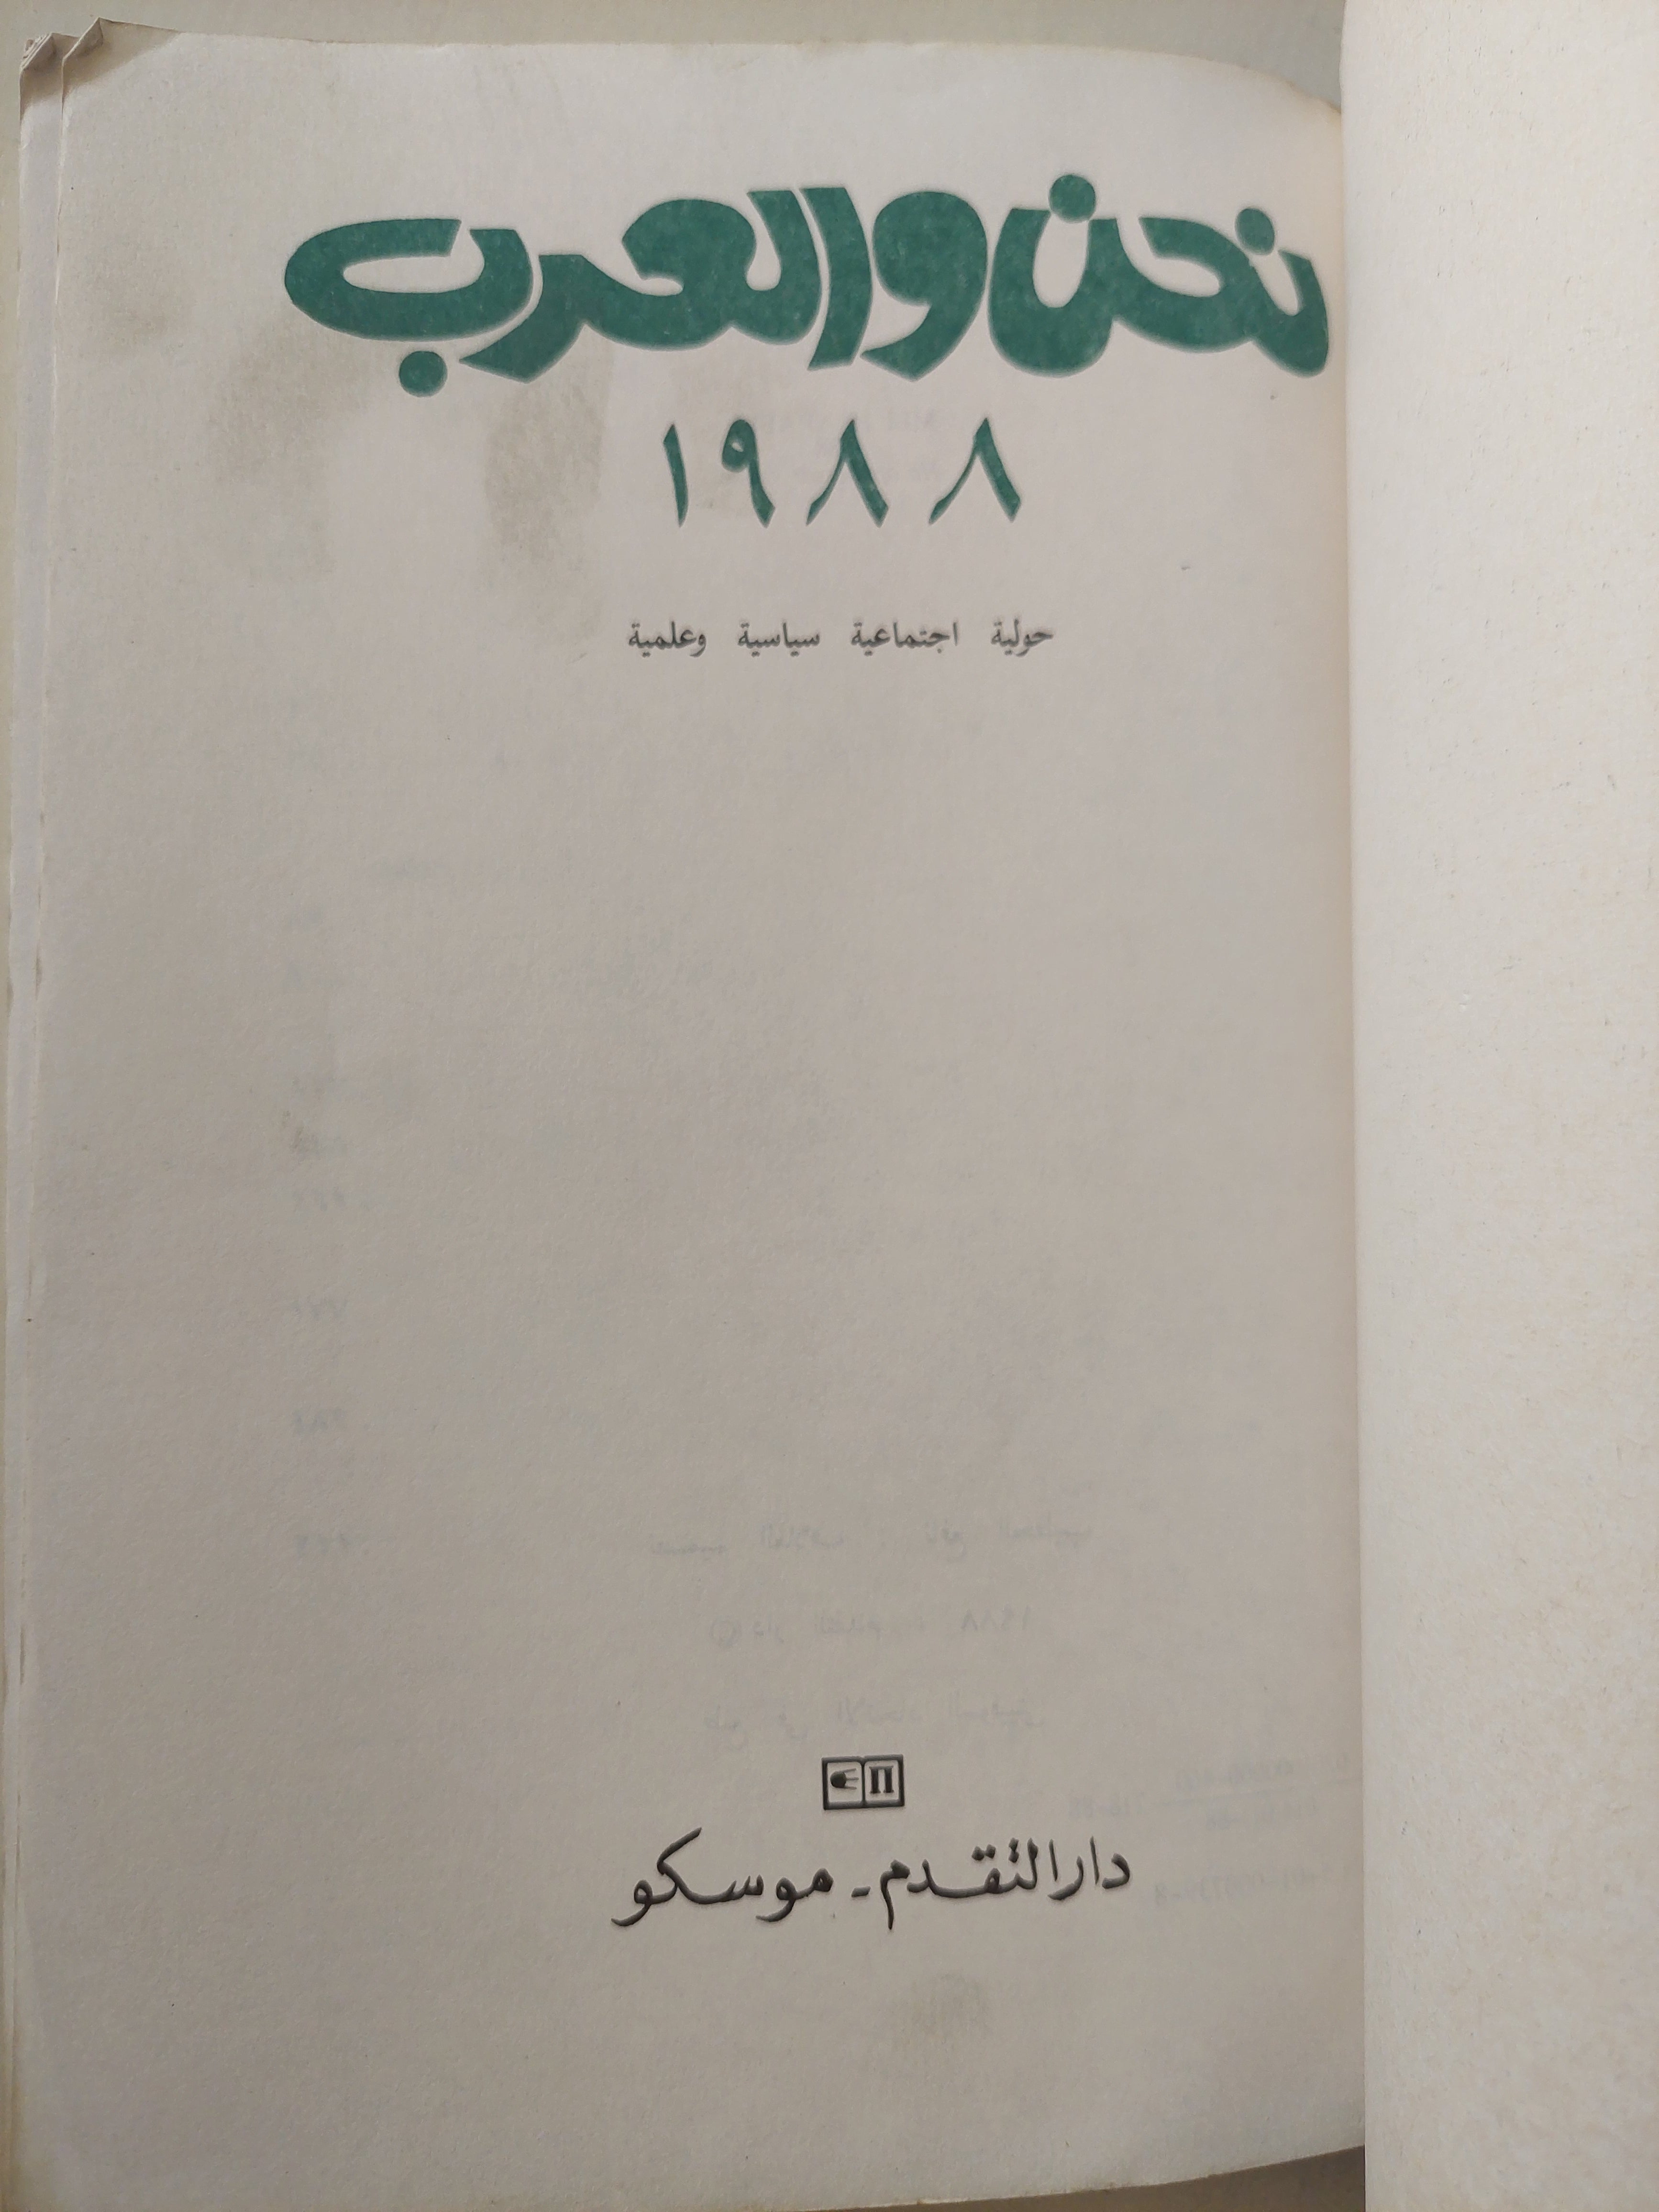 نحن والعرب
١٩٨٨
حولية اجتماعية سياسية وعلمية
П
دار التقدم - موسكو